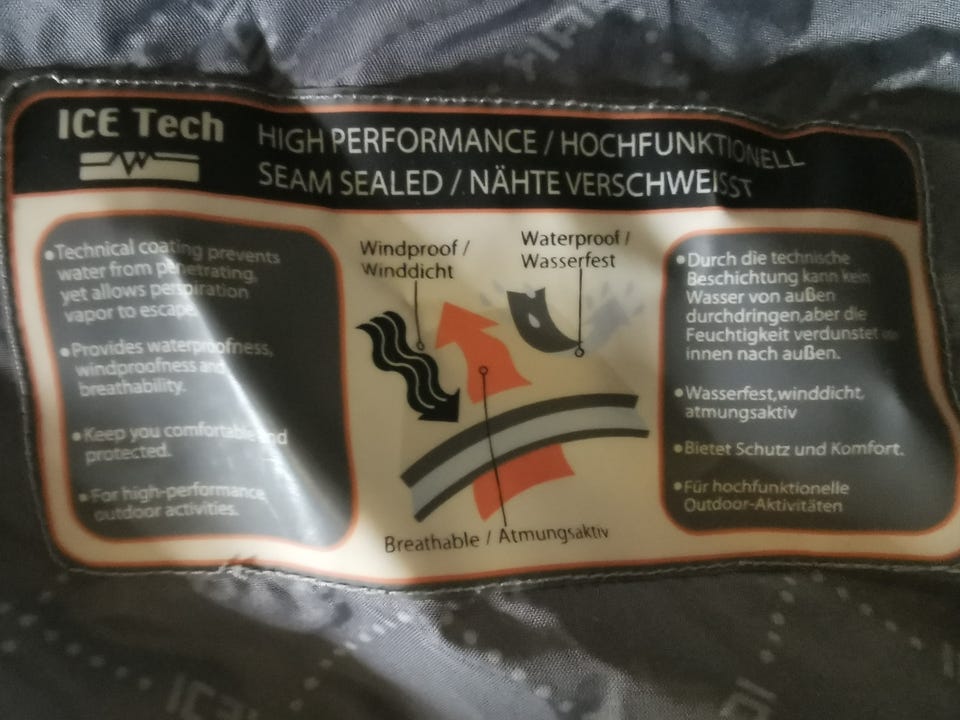 ICE Tech
HIGH PERFORMANCE / HOCHFUNKTIONELL
SEAM SEALED / NÄHTE VERSCHWEISST
•Technical coating prevents
water from penetrating,
yet allows perspiration
vapor to escape.
•Provides waterproofness,
windproofness and
breathability.
•Keep you comfortable and
protected.
•For high-performance
outdoor activities.
Windproof /
Winddicht
Waterproof /
Wasserfest
Breathable / Atmungsaktiv
•Durch die technische
Beschichtung kann kein
Wasser von außen
durchdringen,aber die
Feuchtigkeit verdunstet
innen nach außen.
•Wasserfest,winddicht,
atmungsaktiv
•Bietet Schutz und Komfort.
•Für hochfunktionelle
Outdoor-Aktivitäten